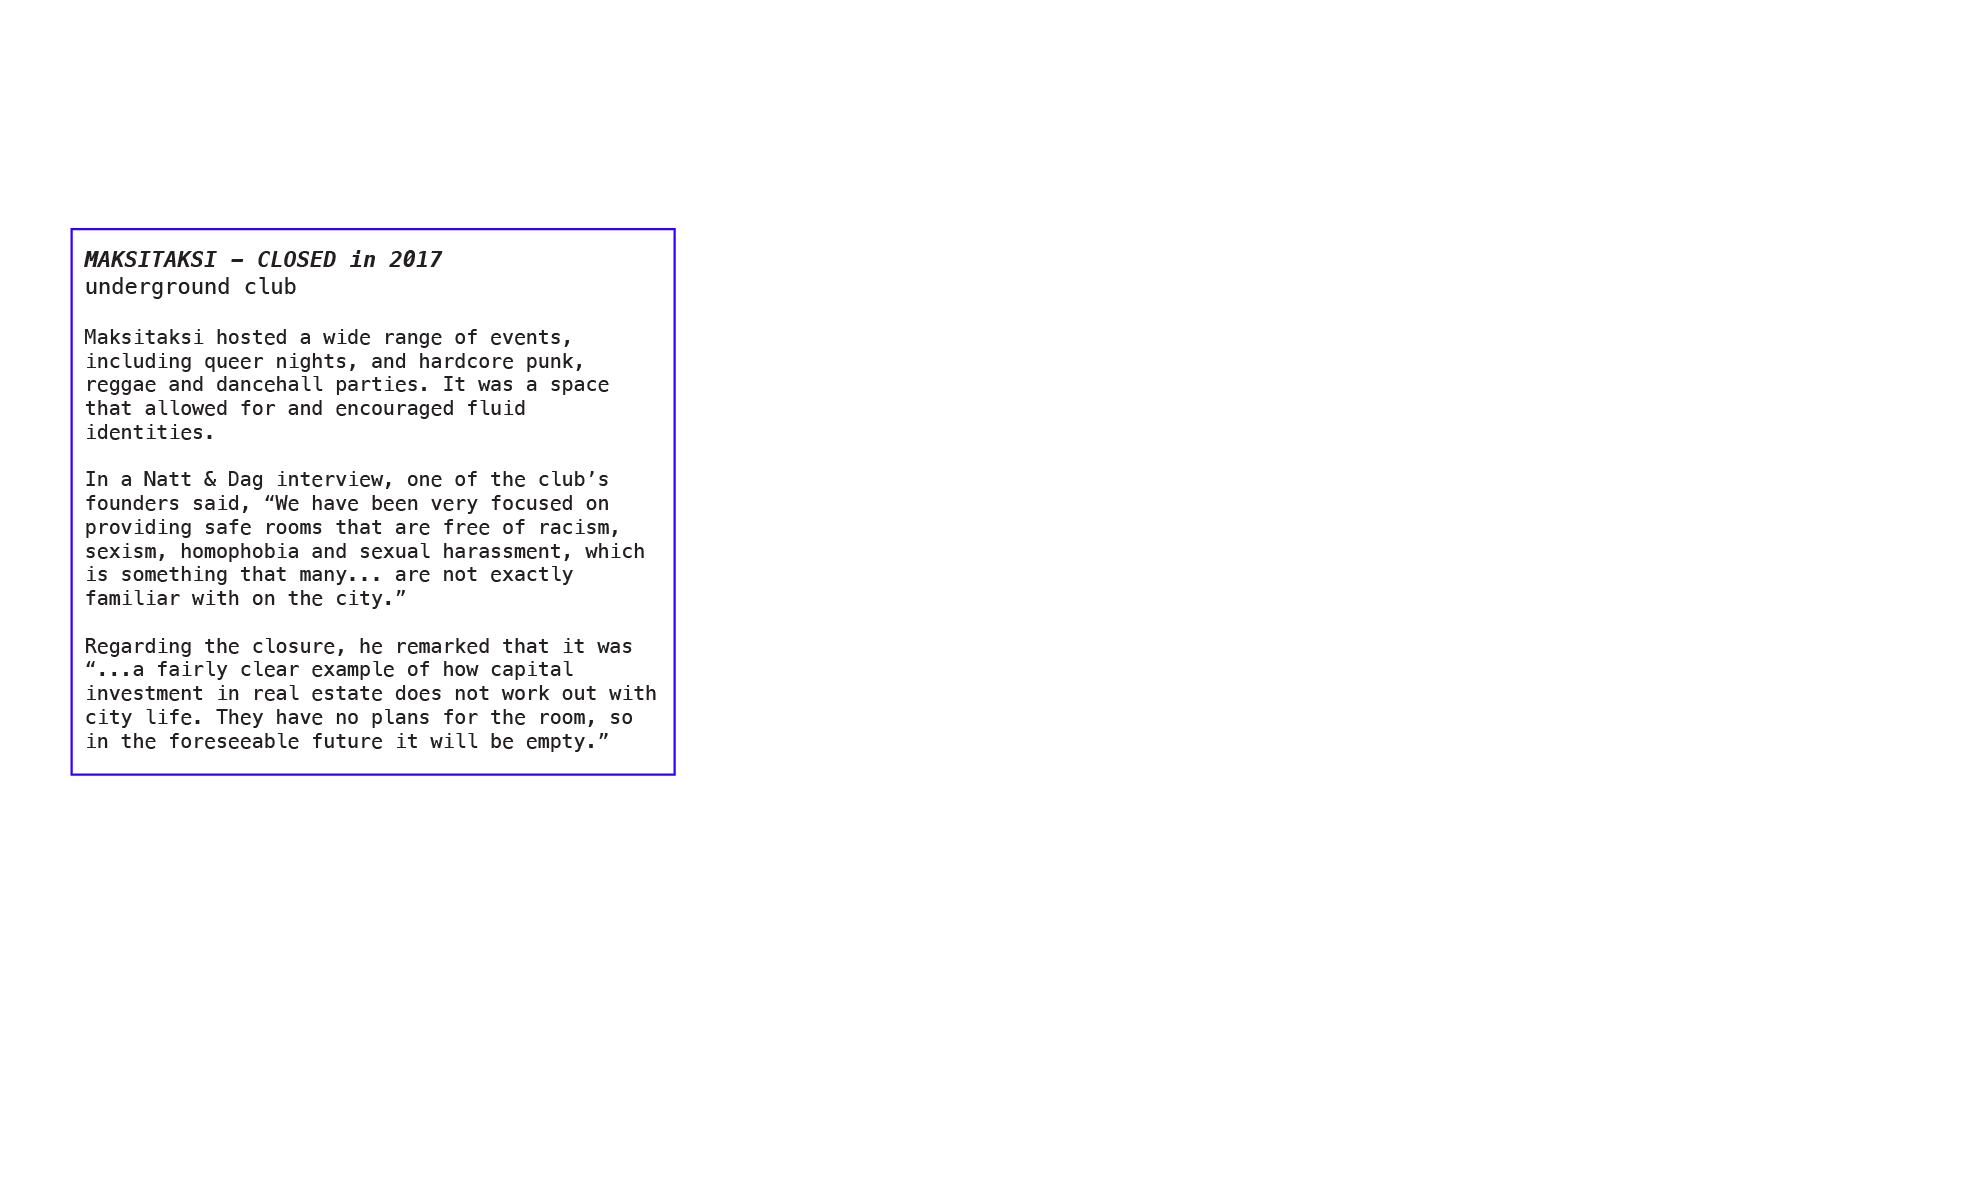 MAKSITAKSI – CLOSED in 2017
underground club
Maksitaksi hosted a wide range of events,
including queer nights, and hardcore punk,
reggae and dancehall parties. It was a space
that allowed for and encouraged fluid
identities.
In a Natt & Dag interview, one of the club’s
founders said, “We have been very focused on
providing safe rooms that are free of racism,
sexism, homophobia and sexual harassment, which
is something that many... are not exactly
familiar with on the city.”
Regarding the closure, he remarked that it was
“...a fairly clear example of how capital
investment in real estate does not work out with
city life. They have no plans for the room, so
in the foreseeable future it will be empty.”